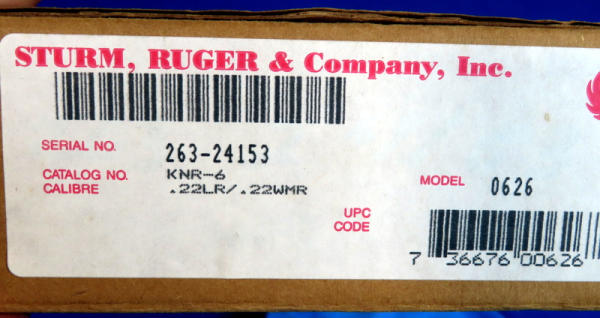 STURM, RUGER & Company, Inc.
SERIAL NO. 263-24153
CATALOG NO. KNR-6
CALIBRE .22LR/.22WMR
MODEL 0626
UPC
CODE
7 36676 00626